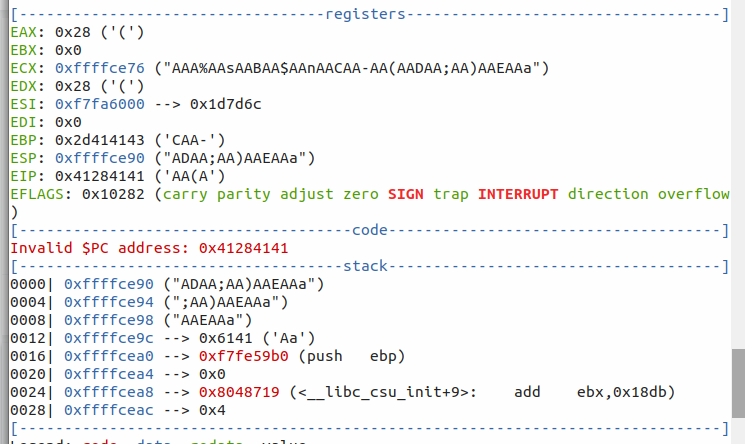 [----------------------------------registers-----------------------------------]
EAX: 0x28 ('(')
EBX: 0x0
ECX: 0xffffce76 ("AAA%AAsAABAA$AAnAACAA-AA(AADAA;AA)AAEAAa")
EDX: 0x28 ('(')
ESI: 0xf7fa6000 --> 0x1d7d6c
EDI: 0x0
EBP: 0x2d414143 ('CAA-')
ESP: 0xffffce90 ("ADAA;AA)AAEAAa")
EIP: 0x41284141 ('AA(A')
EFLAGS: 0x10282 (carry parity adjust zero SIGN trap INTERRUPT direction overflow
)
[-------------------------------------code-------------------------------------]
Invalid $PC address: 0x41284141
[------------------------------------stack-------------------------------------]
0000| 0xffffce90 ("ADAA;AA)AAEAAa")
0004| 0xffffce94 (";AA)AAEAAa")
0008| 0xffffce98 ("AAEAAa")
0012| 0xffffce9c --> 0x6141 ('Aa')
0016| 0xffffcea0 --> 0xf7fe59b0 (push   ebp)
0020| 0xffffcea4 --> 0x0
0024| 0xffffcea8 --> 0x8048719 (<__libc_csu_init+9>:    add    ebx,0x18db)
0028| 0xffffceac --> 0x4
[------------------------------------------------------------------------------]